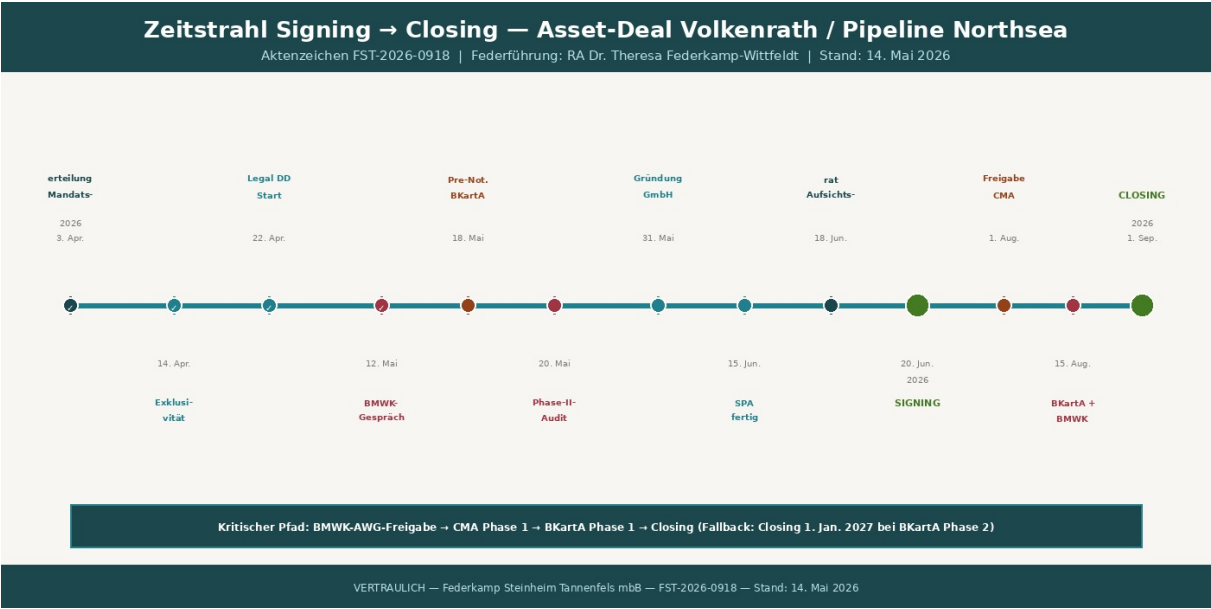 Zeitstrahl Signing → Closing — Asset-Deal Volkenrath / Pipeline Northsea
Aktenzeichen FST-2026-0918 | Federführung: RA Dr. Theresa Federkamp-Wittfeldt | Stand: 14. Mai 2026
erteilung
Mandats-
2026
3. Apr.
Legal DD
Start
22. Apr.
Pre-Not.
BKartA
18. Mai
Gründung
GmbH
31. Mai
rat
Aufsichts-
18. Jun.
Freigabe
CMA
1. Aug.
CLOSING
2026
1. Sep.
14. Apr.
Exklusi-
vität
12. Mai
BMWK-
Gespräch
20. Mai
Phase-II-
Audit
15. Jun.
SPA
fertig
20. Jun.
2026
SIGNING
15. Aug.
BKartA +
BMWK
Kritischer Pfad: BMWK-AWG-Freigabe → CMA Phase 1 → BKartA Phase 1 → Closing (Fallback: Closing 1. Jan. 2027 bei BKartA Phase 2)
VERTRAULICH — Federkamp Steinheim Tannenfels mbB — FST-2026-0918 — Stand: 14. Mai 2026